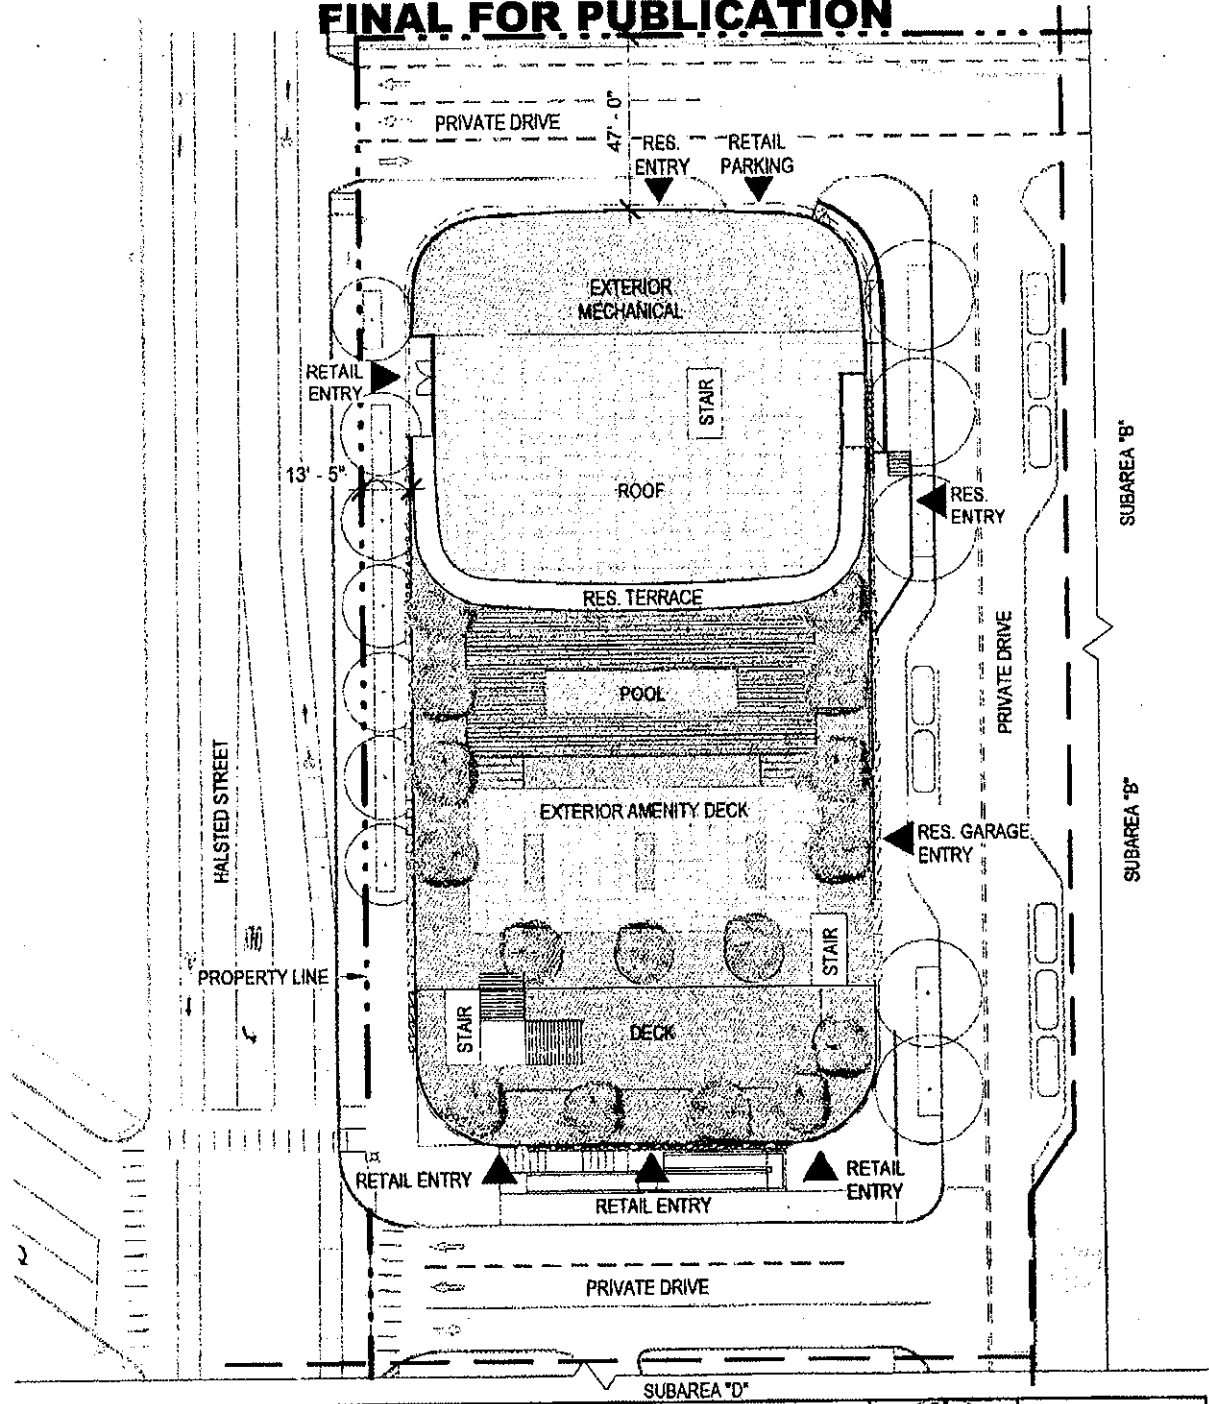 FINAL FOR PUBLICATION
PRIVATE DRIVE
47' - 0"
RES.
ENTRY
RETAIL
PARKING
EXTERIOR
MECHANICAL
RETAIL
ENTRY
STAIR
13' - 5"
ROOF
RES.
ENTRY
SUBAREA "B"
RES. TERRACE
POOL
PRIVATE DRIVE
HALSTED STREET
EXTERIOR AMENITY DECK
RES. GARAGE
ENTRY
SUBAREA "B"
PROPERTY LINE
STAIR
STAIR
DECK
RETAIL ENTRY
RETAIL ENTRY
RETAIL
ENTRY
PRIVATE DRIVE
SUBAREA "D"